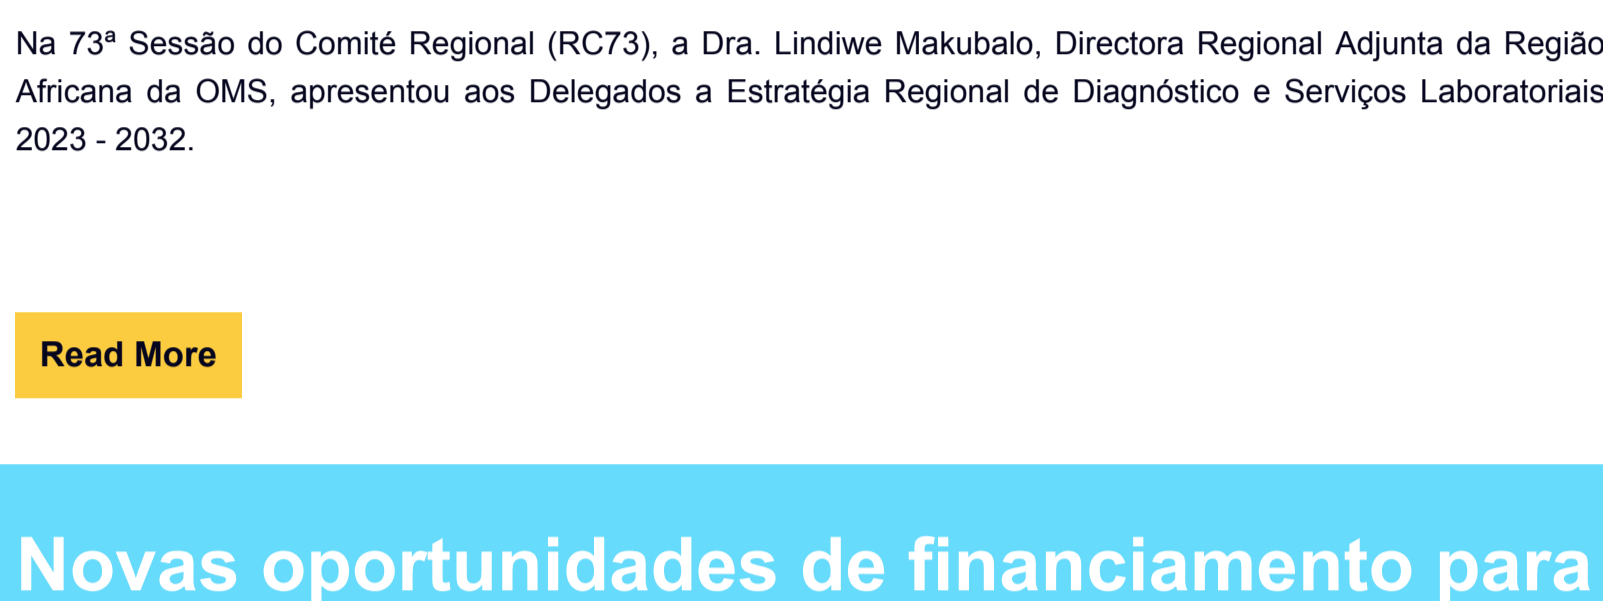 Na 73ª Sessão do Comité Regional (RC73), a Dra. Lindiwe Makubalo, Directora Regional Adjunta da Região
Africana da OMS, apresentou aos Delegados a Estratégia Regional de Diagnóstico e Serviços Laboratoriais
2023 - 2032.
Read More
Novas oportunidades de financiamento para